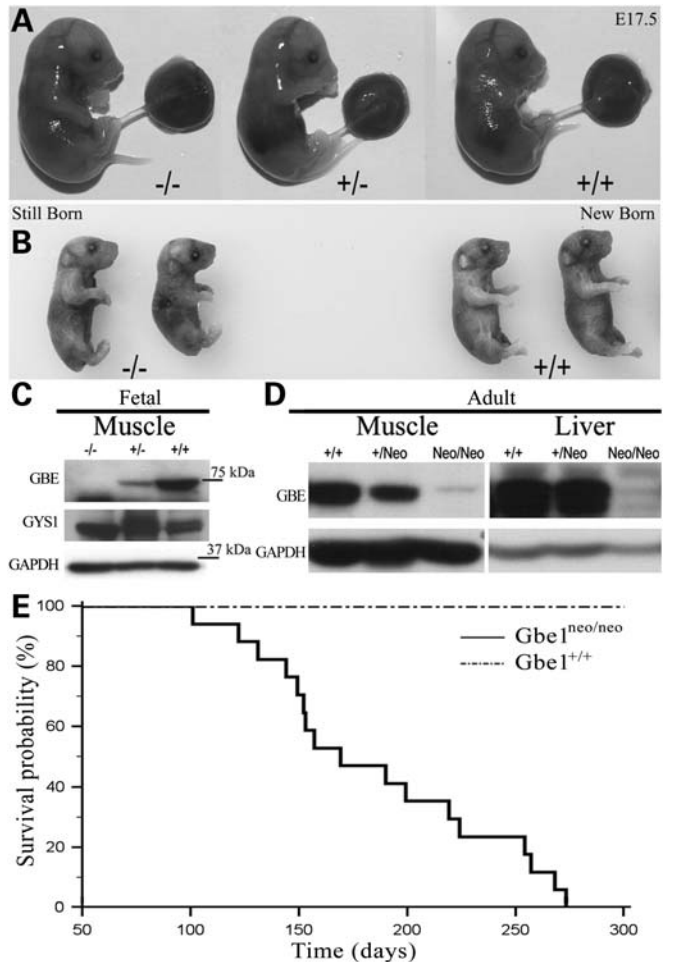 A
E17.5
-/-
+/-
+/+
Still Born
New Born
B
-/-
+/+
C
Fetal
Muscle
-/-
+/-
+/+
GBE
75 kDa
GYS1
37 kDa
GAPDH
D
Adult
Muscle
Liver
+/+
+/Neo
Neo/Neo
+/+
+/Neo
Neo/Neo
GBE
GAPDH
E
Survival probability (%)
100
80
60
40
20
0
Gbe1neo/neo
Gbe1+/+
50
100
150
200
250
300
Time (days)